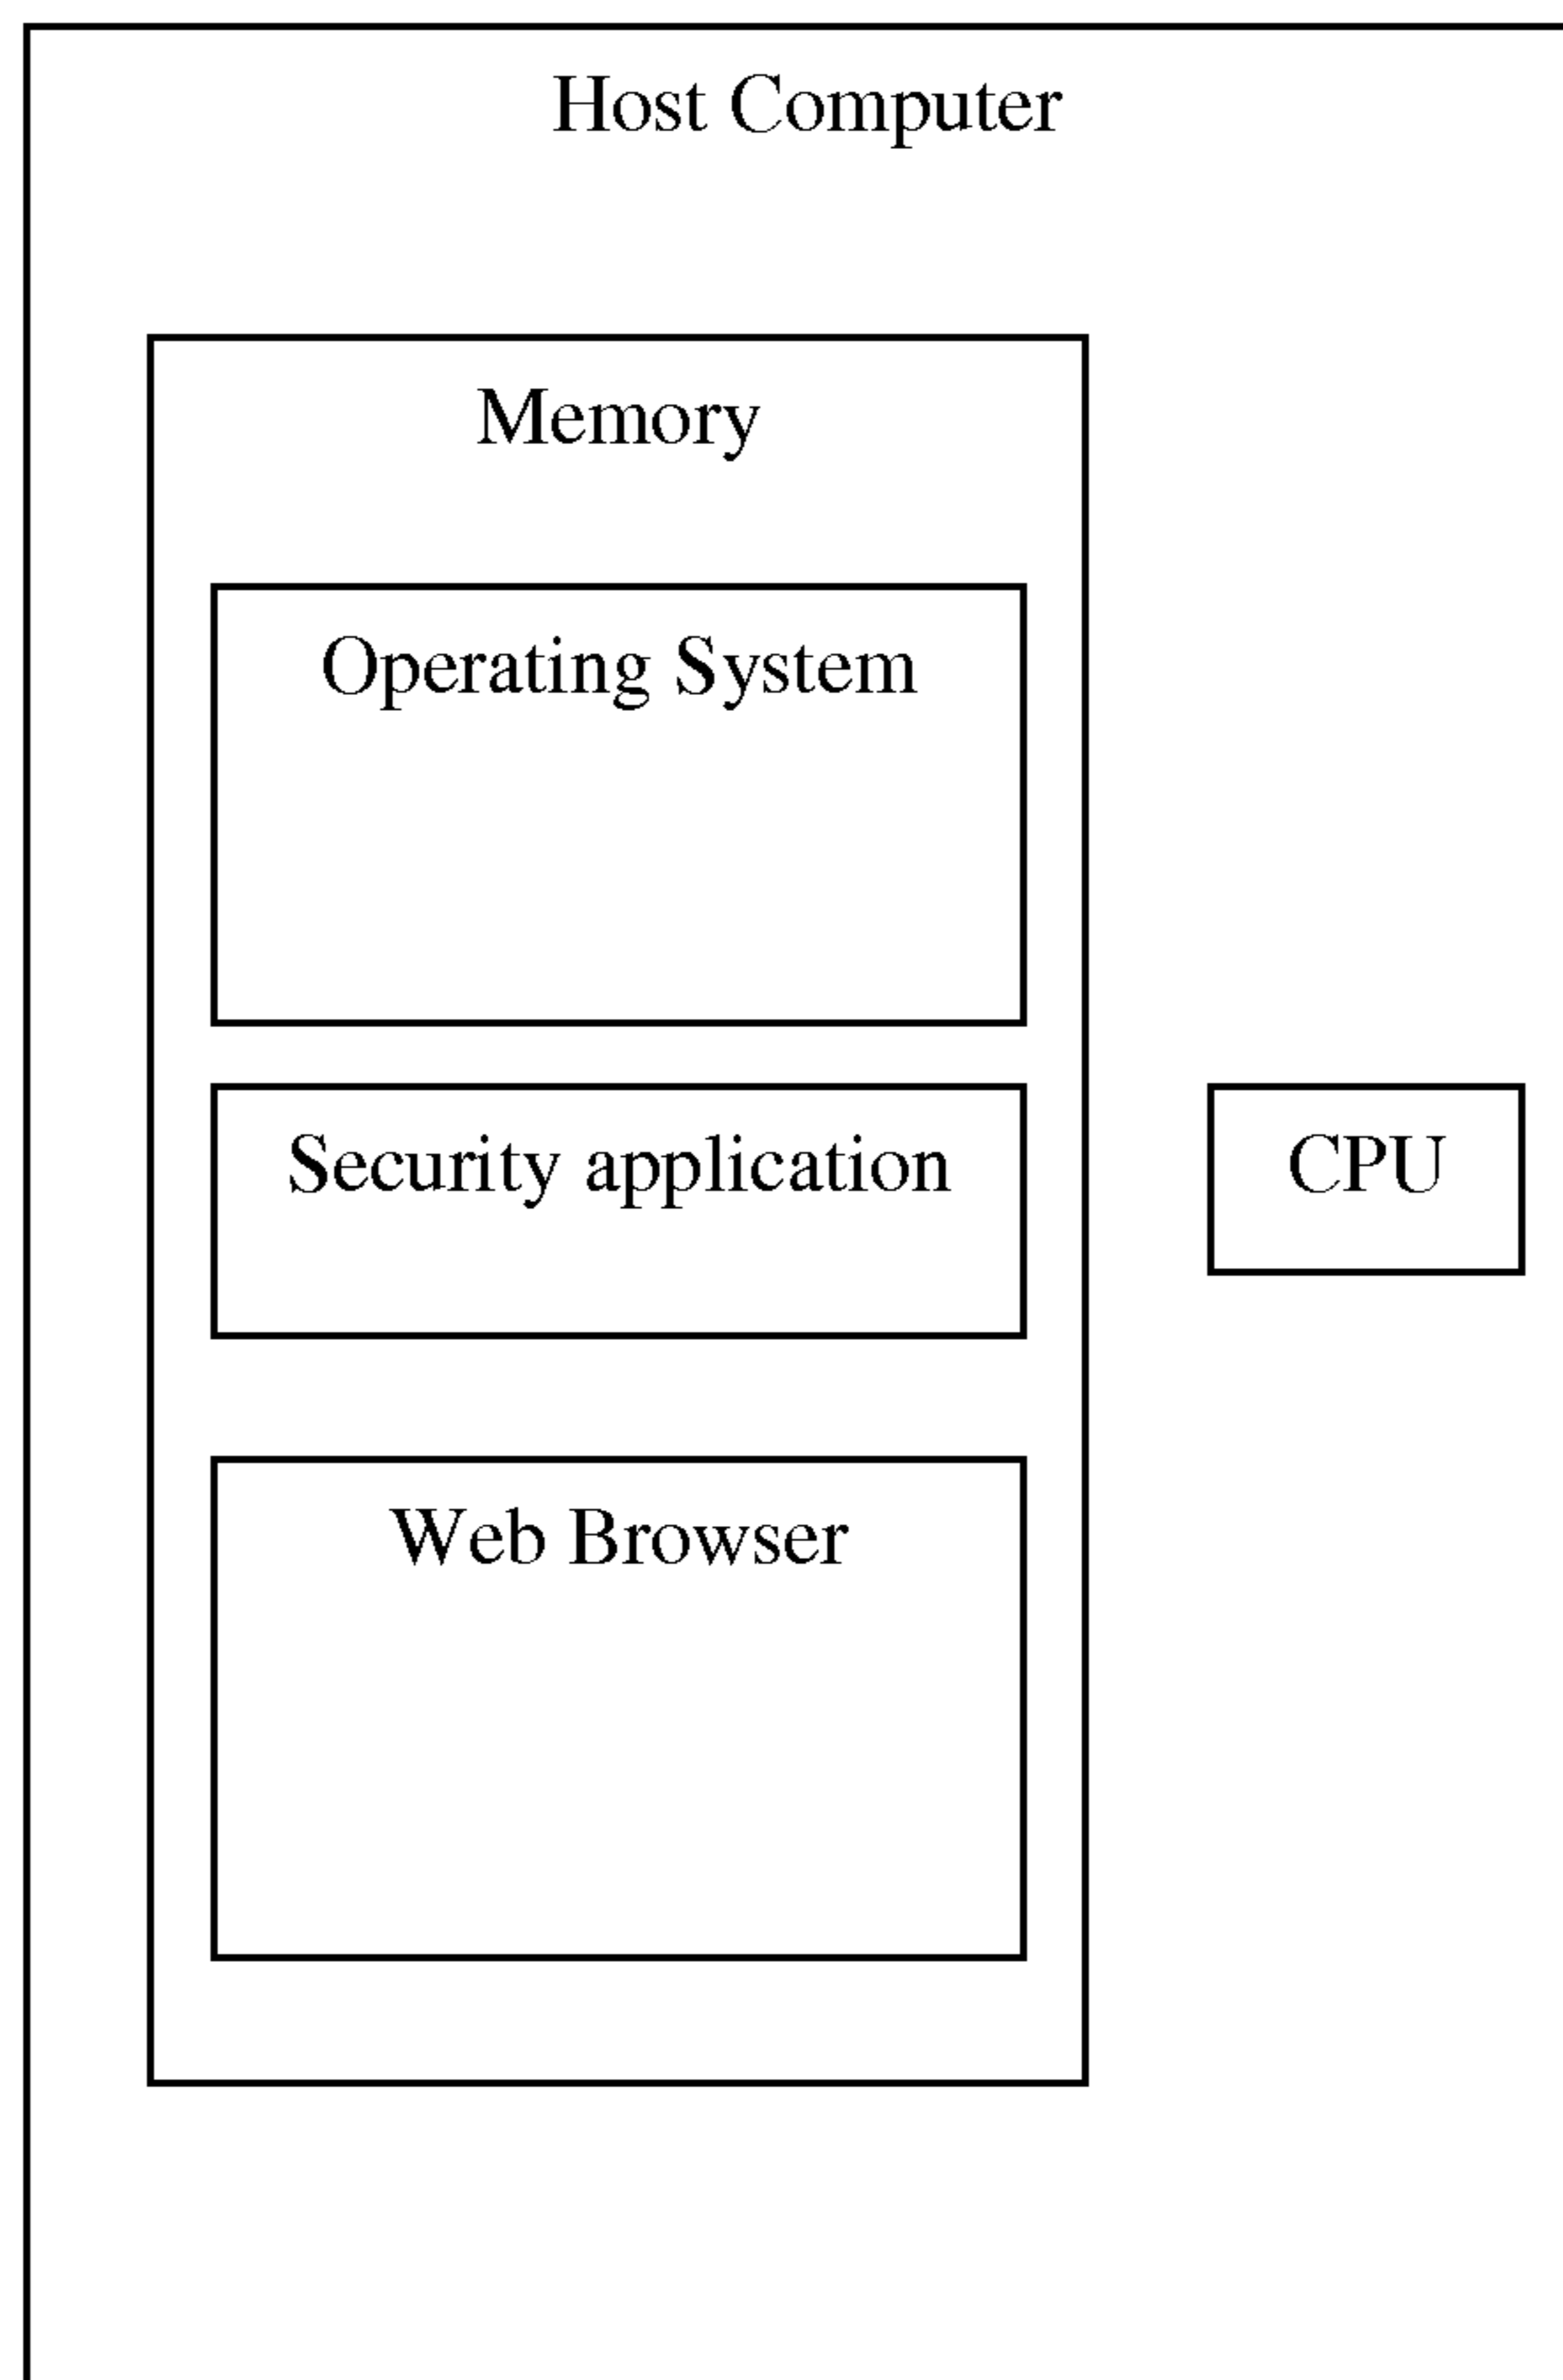 Host Computer
Memory
Operating System
Security application
CPU
Web Browser